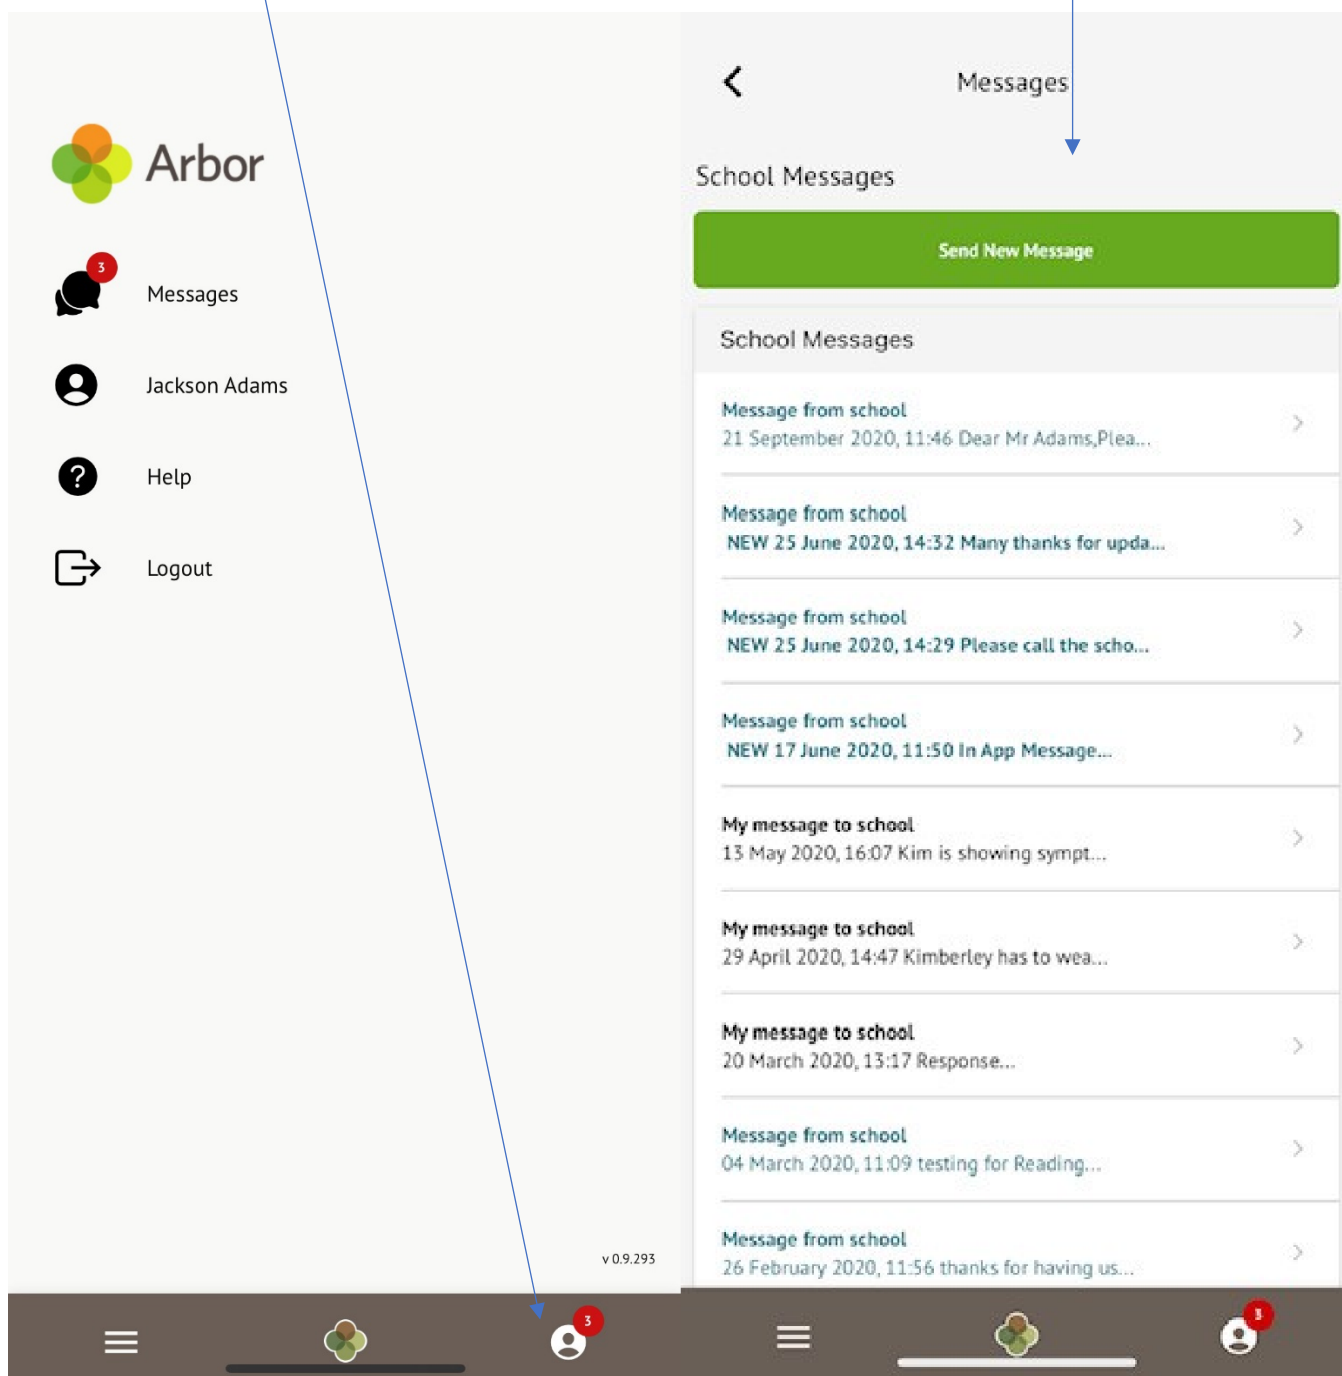 Arbor
3
Messages
Jackson Adams
?
Help
Logout
v 0.9.293
3
Messages
School Messages
Send New Message
School Messages
Message from school
21 September 2020, 11:46 Dear Mr Adams,Plea...
Message from school
NEW 25 June 2020, 14:32 Many thanks for upda...
Message from school
NEW 25 June 2020, 14:29 Please call the scho...
Message from school
NEW 17 June 2020, 11:50 In App Message...
My message to school
13 May 2020, 16:07 Kim is showing sympt...
My message to school
29 April 2020, 14:47 Kimberley has to wea...
My message to school
20 March 2020, 13:17 Response...
Message from school
04 March 2020, 11:09 testing for Reading...
Message from school
26 February 2020, 11:56 thanks for having us...